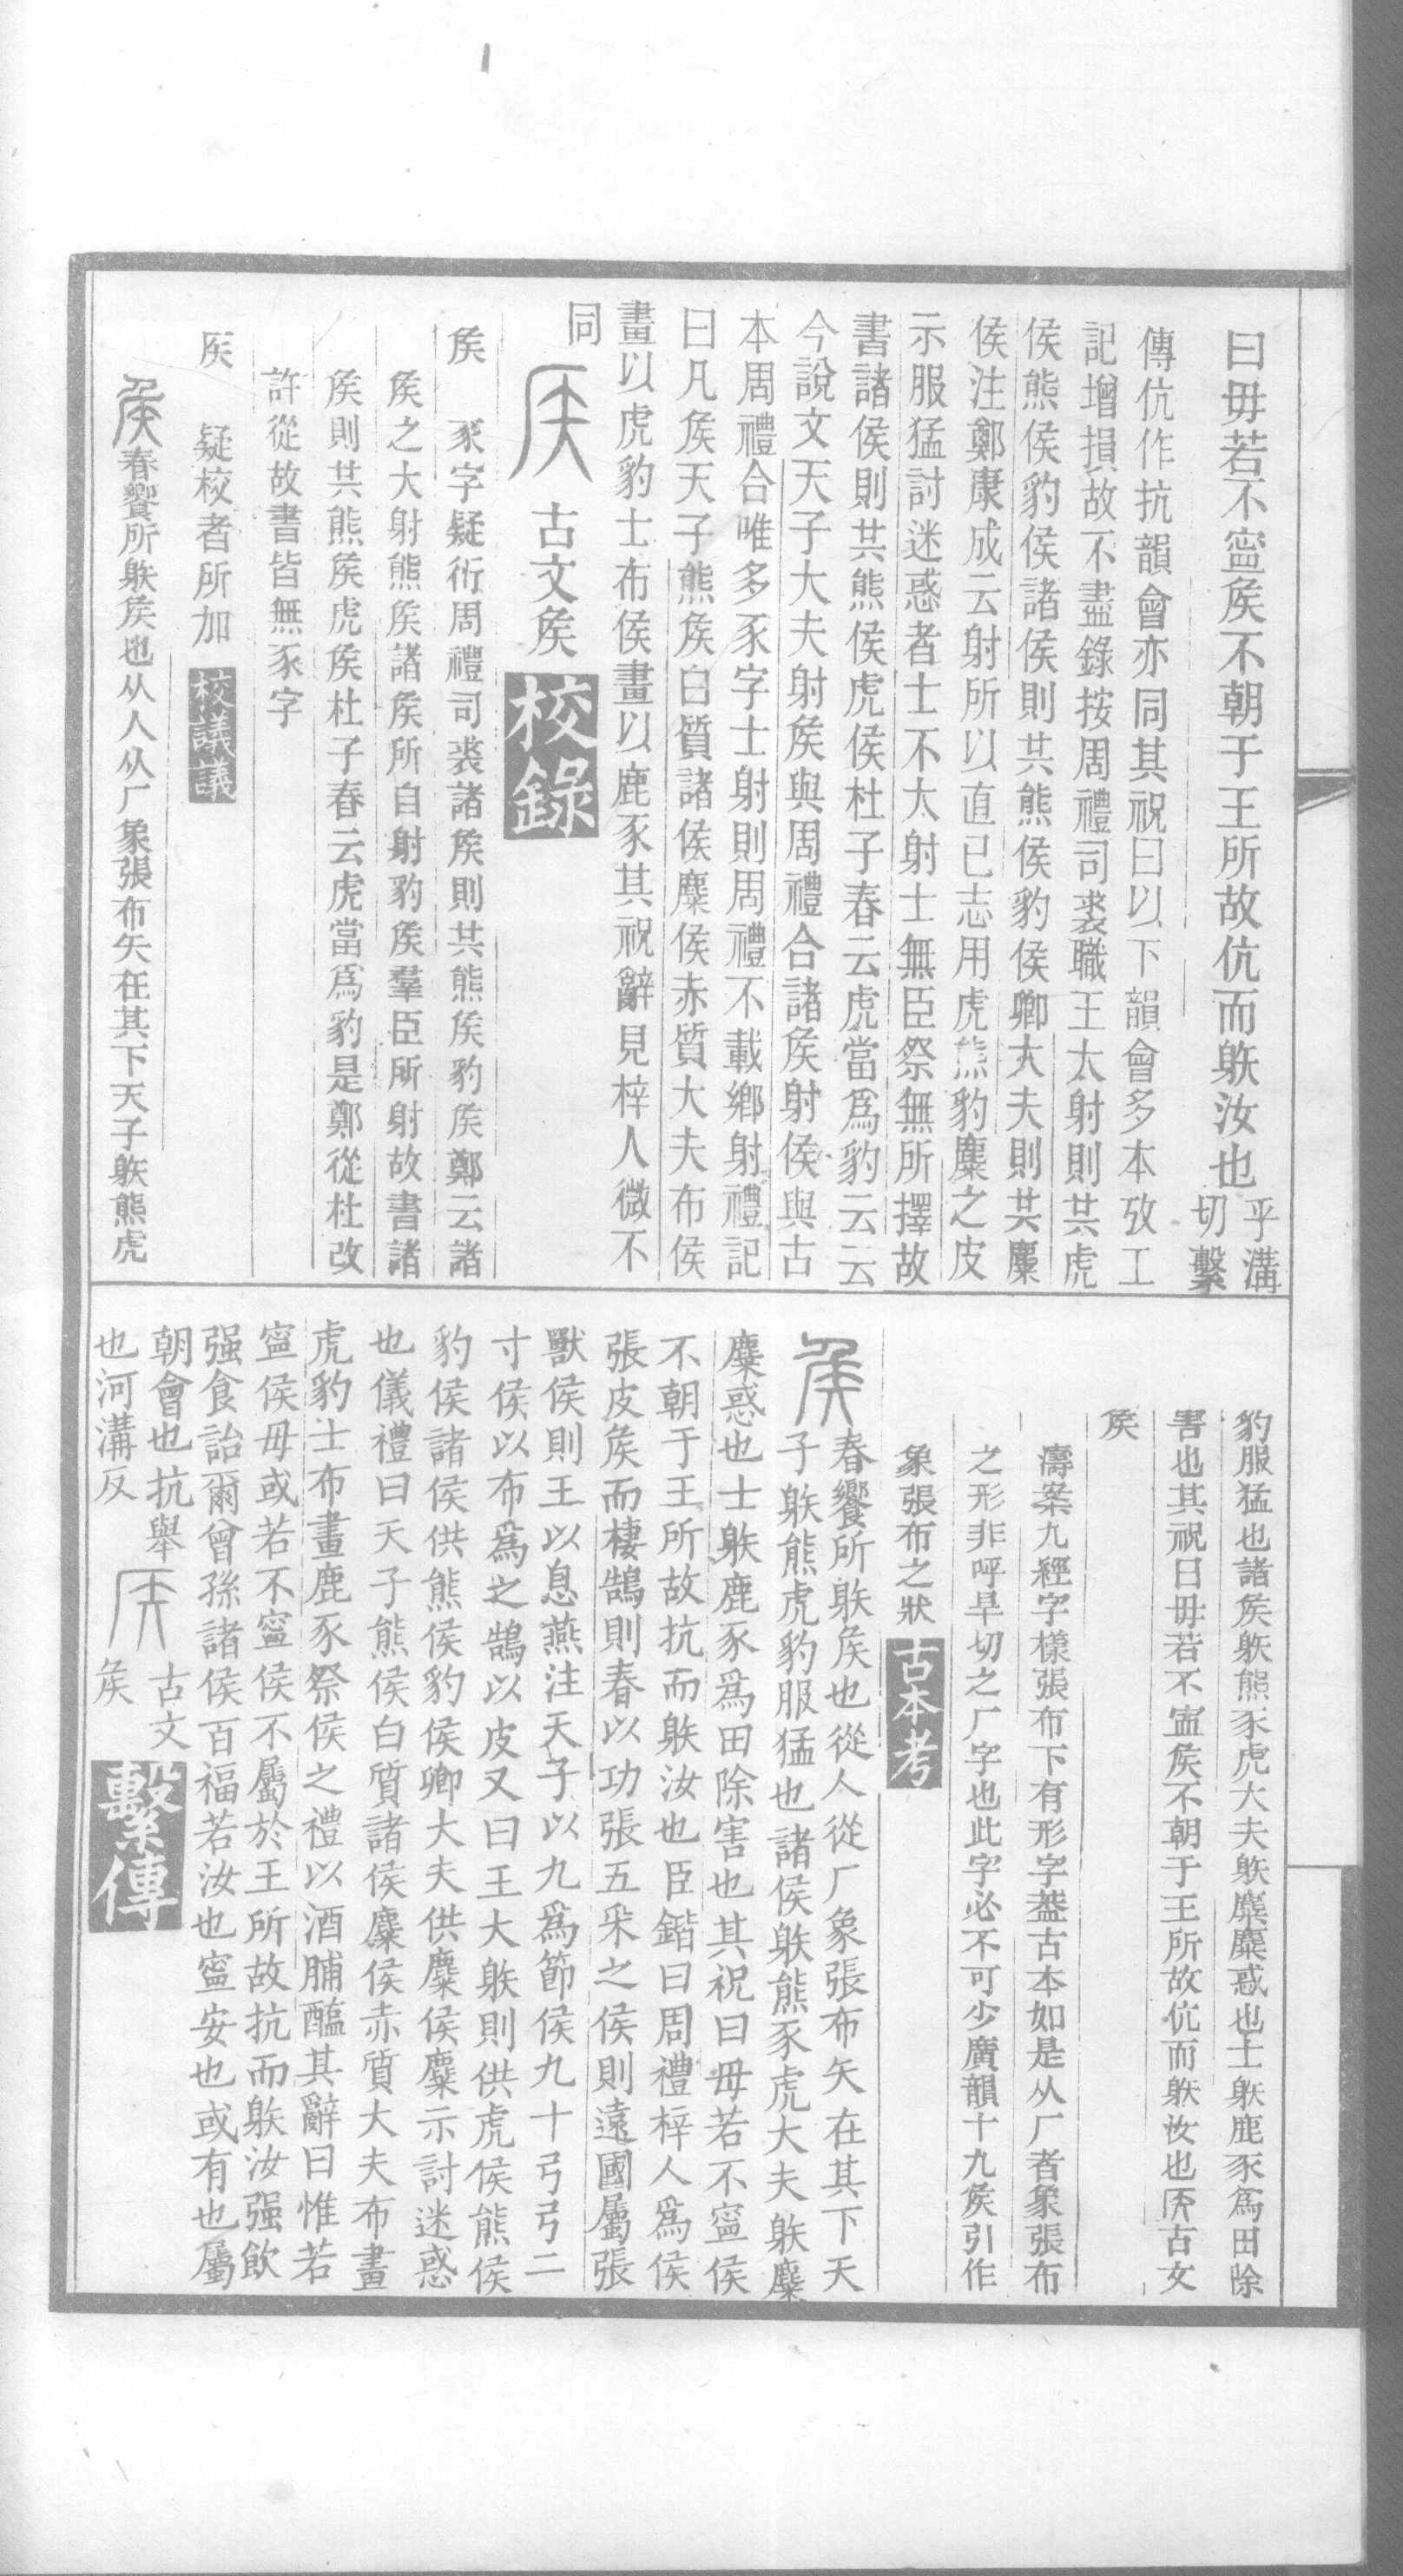 曰毋若不寍矦不朝于王所故伉而䠶汝也乎溝切繫
傳伉作抗韻會亦同其祝曰以下韻會多本攷工
記增損故不盡錄按周禮司裘職王大射則共虎
侯熊侯豹侯諸侯則共熊侯豹侯卿大夫則共麋
侯注鄭康成云射所以直己志用虎熊豹麋之皮
示服猛討迷惑者士不大射士無臣祭無所擇故
書諸侯則共熊侯虎侯杜子春云虎當爲豹云云
今說文天子大夫射矦與周禮合諸矦射侯與古
本周禮合唯多豕字士射則周禮不載鄉射禮記
曰凡矦天子熊矦白質諸侯麋侯赤質大夫布侯
畫以虎豹士布侯畫以鹿豕其祝辭見梓人微不
同
𥎦古文矦校錄
矦 豕字疑衍周禮司裘諸矦則共熊矦豹矦鄭云諸
矦之大射熊矦諸矦所自射豹矦羣臣所射故書諸
矦則共熊矦虎矦杜子春云虎當爲豹是鄭從杜改
許從故書皆無豕字
𥎦 疑校者所加校議議
矦春饗所䠶矦也从人从厂象張布矢在其下天子䠶熊虎
豹服猛也諸矦䠶熊豕虎大夫䠶麋麋惑也士䠶鹿豕爲田除
害也其祝曰毋若不寍矦不朝于王所故伉而䠶汝也𥎦古文
矦
濤案九經字樣張布下有形字葢古本如是从厂者象張布
之形非呼旱切之厂字也此字必不可少廣韻十九矦引作
象張布之狀古本考
矦春饗所䠶矦也從人從厂象張布矢在其下天
子䠶熊虎豹服猛也諸侯䠶熊豕虎大夫䠶麋
麋惑也士䠶鹿豕爲田除害也其祝曰毋若不寍侯
不朝于王所故抗而䠶汝也臣鍇曰周禮梓人爲侯
張皮矦而棲鵠則春以功張五采之侯則遠國屬張
獸侯則王以息燕注天子以九爲節侯九十弓弓二
寸侯以布爲之鵠以皮又曰王大䠶則供虎侯熊侯
豹侯諸侯供熊侯豹侯卿大夫供麋侯麋示討迷惑
也儀禮曰天子熊侯白質諸侯麋侯赤質大夫布畫
虎豹士布畫鹿豕祭侯之禮以酒脯醢其辭曰惟若
寍侯毋或若不寍侯不屬於王所故抗而䠶汝强飮
强食詒爾曾孫諸侯百福若汝也寍安也或有也屬
朝會也抗舉
也河溝反
𥎦古文
矦
繫傳